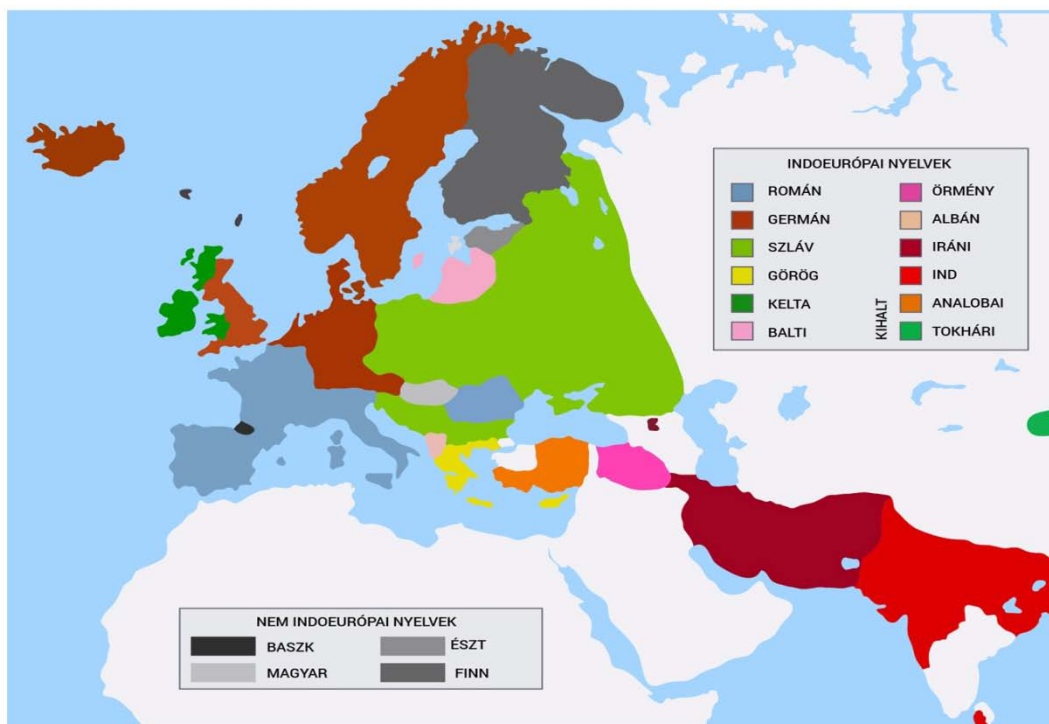 INDOEURÓPAI NYELVEK
ROMÁN
GERMÁN
SZLÁV
GÖRÖG
KELTA
BALTI
ÖRMÉNY
ALBÁN
IRÁNI
IND
KIHALT
ANALOBAI
TOKHÁRI
NEM INDOEURÓPAI NYELVEK
BASZK
MAGYAR
ÉSZT
FINN